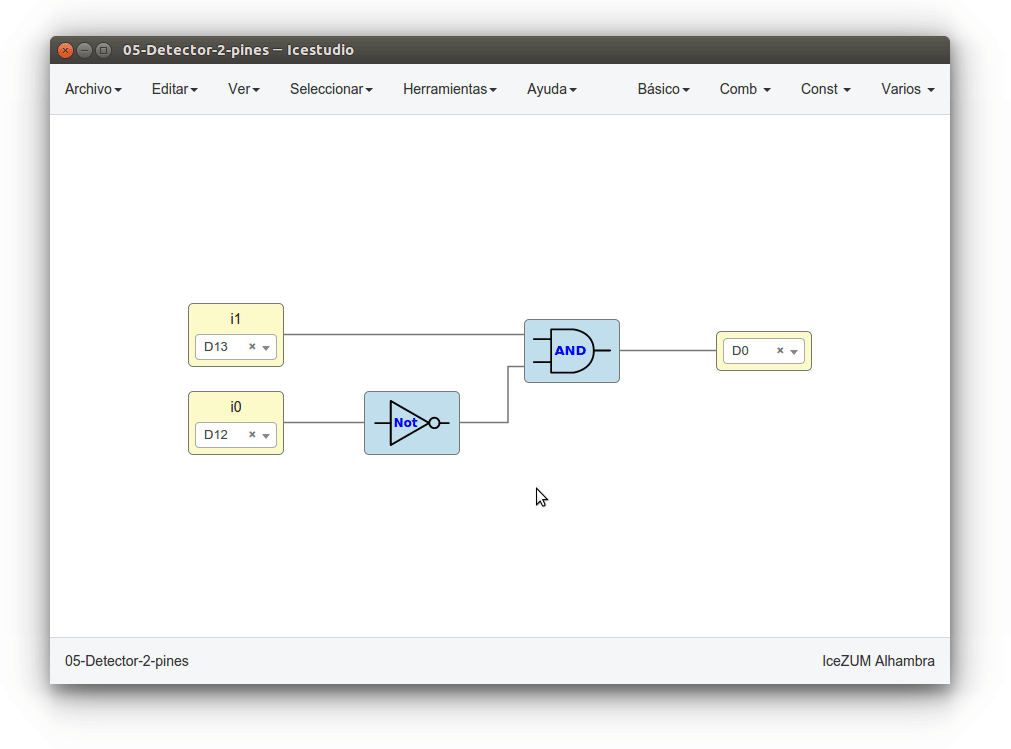 05-Detector-2-pines — Icestudio
Archivo Editar Ver Seleccionar Herramientas Ayuda Básico Comb Const Varios
i1
D13
i0
D12
Not
AND
D0
05-Detector-2-pines IceZUM Alhambra